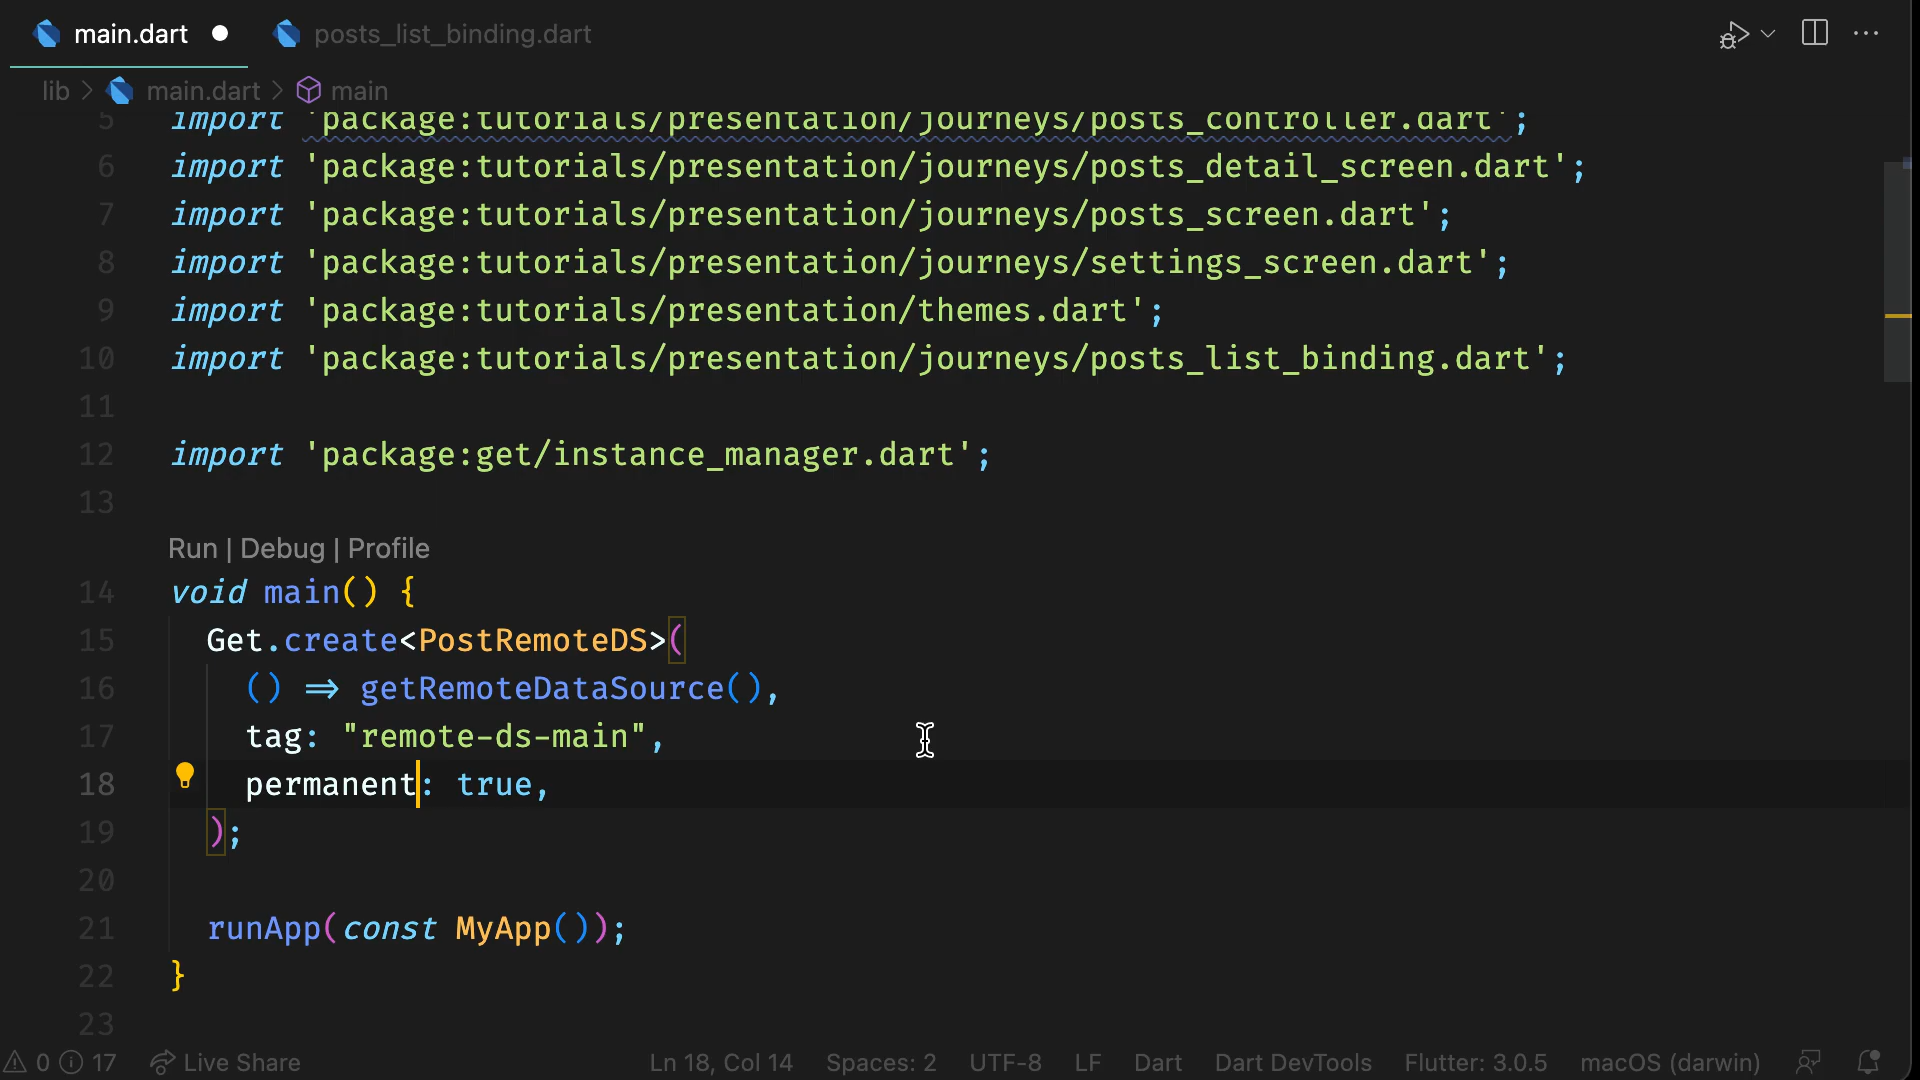 main.dart posts_list_binding.dart
lib > main.dart > main
5 import 'package:tutorials/presentation/journeys/posts_controller.dart';
6 import 'package:tutorials/presentation/journeys/posts_detail_screen.dart';
7 import 'package:tutorials/presentation/journeys/posts_screen.dart';
8 import 'package:tutorials/presentation/journeys/settings_screen.dart';
9 import 'package:tutorials/presentation/themes.dart';
10 import 'package:tutorials/presentation/journeys/posts_list_binding.dart';
11
12 import 'package:get/instance_manager.dart';
13
Run | Debug | Profile
14 void main() {
15 Get.create<PostRemoteDS>(
16 () => getRemoteDataSource(),
17 tag: "remote-ds-main",
18 permanent: true,
19 );
20
21 runApp(const MyApp());
22 }
23
0 17 Live Share Ln 18, Col 14 Spaces: 2 UTF-8 LF Dart Dart DevTools Flutter: 3.0.5 macOS (darwin)